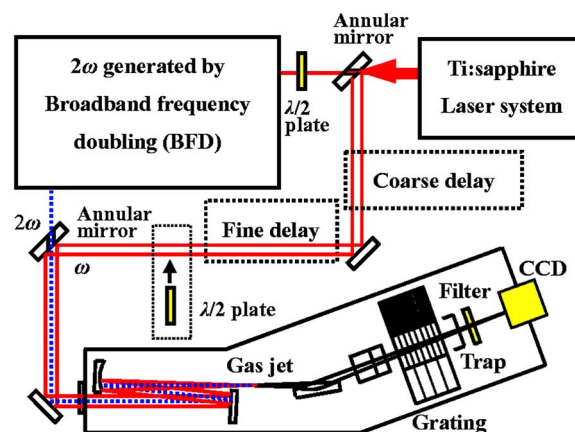 Annular
mirror
2ω generated by
Broadband frequency
doubling (BFD)
λ/2
plate
Ti:sapphire
Laser system
Coarse delay
2ω
Annular
mirror
Fine delay
ω
λ/2 plate
CCD
Filter
Gas jet
Trap
Grating